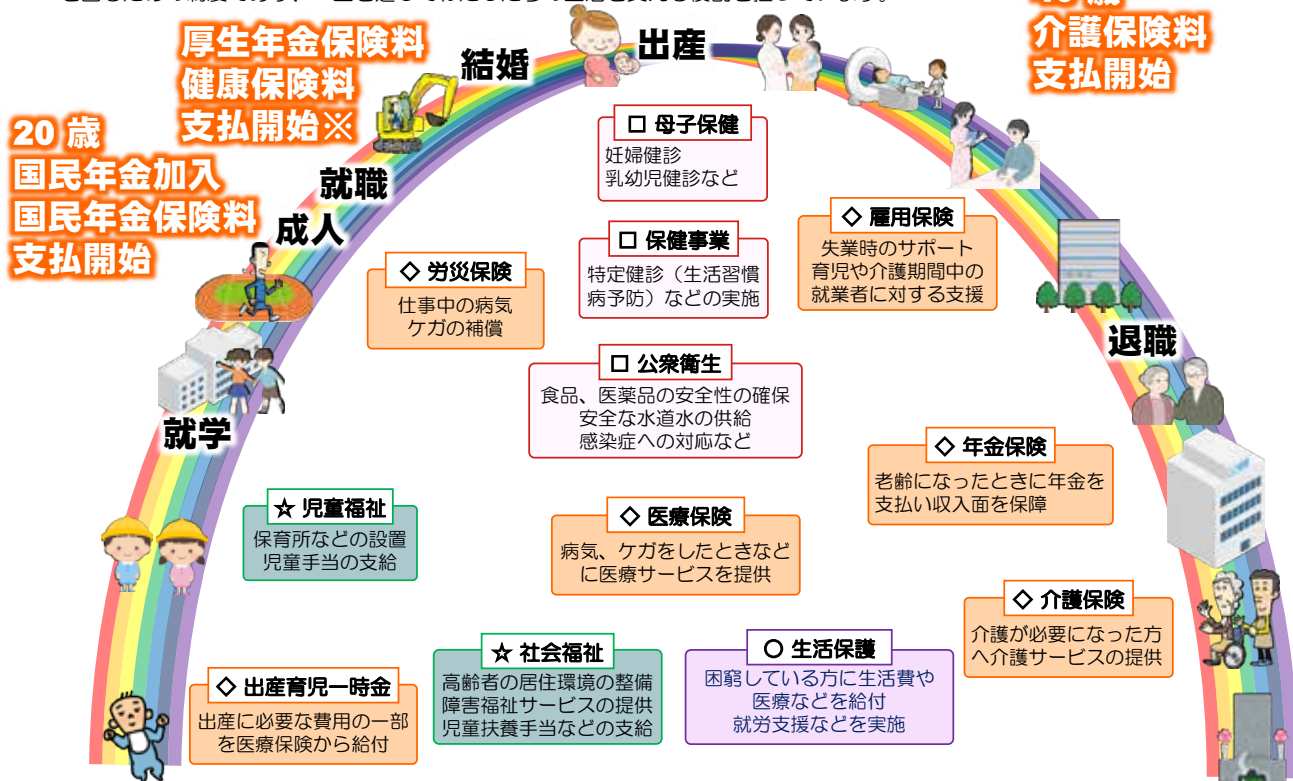 厚生年金保険料
健康保険料
支払開始※
20 歳
国民年金加入
国民年金保険料
支払開始
介護保険料
支払開始
結婚
出産
就職
成人
就学
退職
□ 母子保健
妊婦健診
乳幼児健診など
□ 保健事業
特定健診（生活習慣
病予防）などの実施
◇ 雇用保険
失業時のサポート
育児や介護期間中の
就業者に対する支援
◇ 労災保険
仕事中の病気
ケガの補償
□ 公衆衛生
食品、医薬品の安全性の確保
安全な水道水の供給
感染症への対応など
◇ 年金保険
老齢になったときに年金を
支払い収入面を保障
☆ 児童福祉
保育所などの設置
児童手当の支給
◇ 医療保険
病気、ケガをしたときなど
に医療サービスを提供
◇ 介護保険
介護が必要になった方
へ介護サービスの提供
◇ 出産育児一時金
出産に必要な費用の一部
を医療保険から給付
☆ 社会福祉
高齢者の居住環境の整備
障害福祉サービスの提供
児童扶養手当などの支給
○ 生活保護
困窮している方に生活費や
医療などを給付
就労支援などを実施